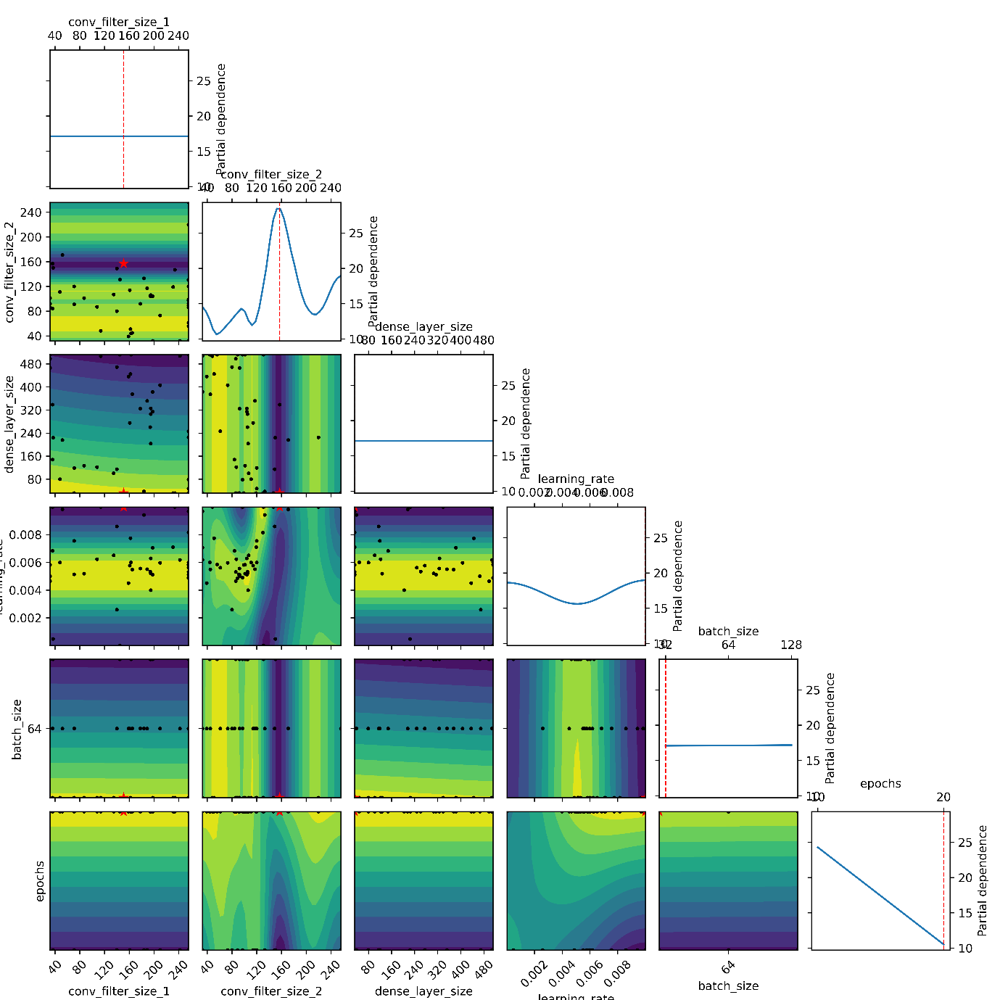 conv_filter_size_1
40 80 120 160 200 240
25
20
15
10
Partial dependence
conv_filter_size_2
40 80 120 160 200 240
240
200
160
120
80
40
conv_filter_size_2
25
20
15
10
Partial dependence
dense_layer_size
80 160 240 320 400 480
480
400
320
240
160
80
dense_layer_size
25
20
15
10
Partial dependence
learning_rate
0.002 0.004 0.006 0.008
0.008
0.006
0.004
0.002
25
20
15
10
Partial dependence
batch_size
32 64 128
64
batch_size
25
20
15
10
Partial dependence
epochs
10 20
epochs
25
20
15
10
Partial dependence
40 80 120 160 200 240
conv_filter_size_1
40 80 120 160 200 240
conv_filter_size_2
80 160 240 320 400 480
dense_layer_size
0.002 0.004 0.006 0.008
learning_rate
64
batch_size